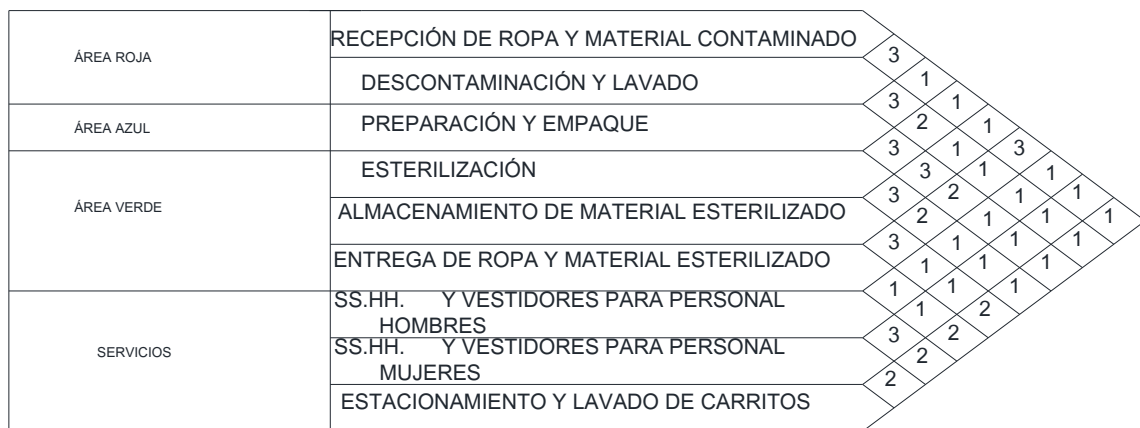 RECEPCIÓN DE ROPA Y MATERIAL CONTAMINADO
ÁREA ROJA
3
DESCONTAMINACIÓN Y LAVADO
1
3 1
ÁREA AZUL
PREPARACIÓN Y EMPAQUE
2 1
3 1 3
ESTERILIZACIÓN
3 1 1
3 2 1 1
ÁREA VERDE
ALMACENAMIENTO DE MATERIAL ESTERILIZADO
2 1 1 1
3 1 1 1
ENTREGA DE ROPA Y MATERIAL ESTERILIZADO
1 1 1
1 1 1
SS.HH. Y VESTIDORES PARA PERSONAL
HOMBRES
1 2
3 2
SERVICIOS
SS.HH. Y VESTIDORES PARA PERSONAL
MUJERES
2
2
ESTACIONAMIENTO Y LAVADO DE CARRITOS